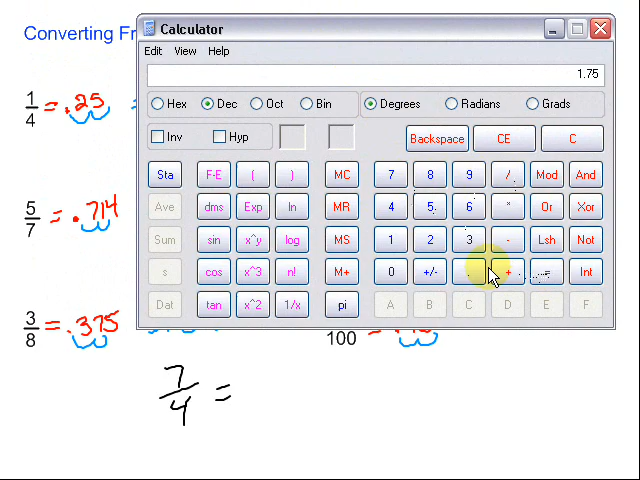 Converting Fr
Calculator
Edit View Help
1.75
Hex Dec Oct Bin Degrees Radians Grads
Inv Hyp Backspace CE C
Sta F-E ( ) MC 7 8 9 / Mod And
Ave dms Exp ln MR 4 5 6 * Or Xor
Sum sin x^y log MS 1 2 3 - Lsh Not
s cos x^3 n! M+ 0 +/- + = Int
Dat tan x^2 1/x pi A B C D E F
1/4 = .25 =
5/7 = .714
3/8 = .375
100 =
7/4 =